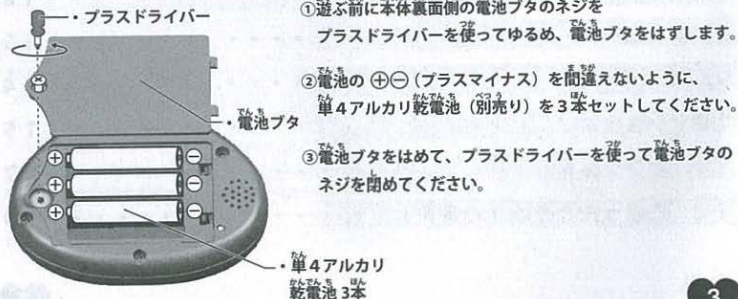 ・プラスドライバー
・電池ブタ
⊕ ⊖
⊕ ⊖
⊕ ⊖
・単4アルカリ
乾電池 3本
①遊ぶ前に本体裏面側の電池ブタのネジを
プラスドライバーを使ってゆるめ、電池ブタをはずします。
②電池の ⊕⊖(プラスマイナス)を間違えないように、
単4アルカリ乾電池(別売り)を3本セットしてください。
③電池ブタをはめて、プラスドライバーを使って電池ブタの
ネジを閉めてください。
3